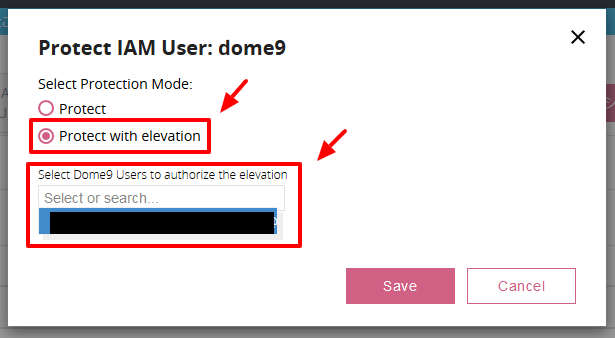 Protect IAM User: dome9
Select Protection Mode:
Protect
Protect with elevation
Select Dome9 Users to authorize the elevation
Select or search...
Save
Cancel